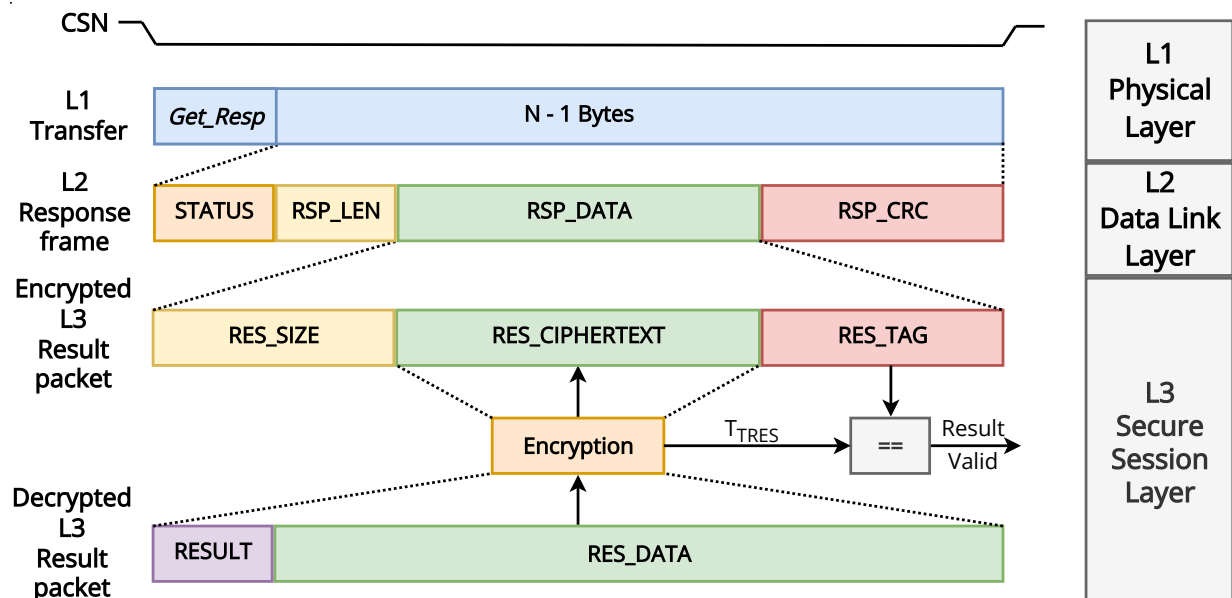 CSN
L1
Transfer
Get_Resp
N - 1 Bytes
L2
Response
frame
STATUS
RSP_LEN
RSP_DATA
RSP_CRC
Encrypted
L3
Result
packet
RES_SIZE
RES_CIPHERTEXT
RES_TAG
Encryption
TTRES
==
Result
Valid
Decrypted
L3
Result
packet
RESULT
RES_DATA
L1
Physical
Layer
L2
Data Link
Layer
L3
Secure
Session
Layer